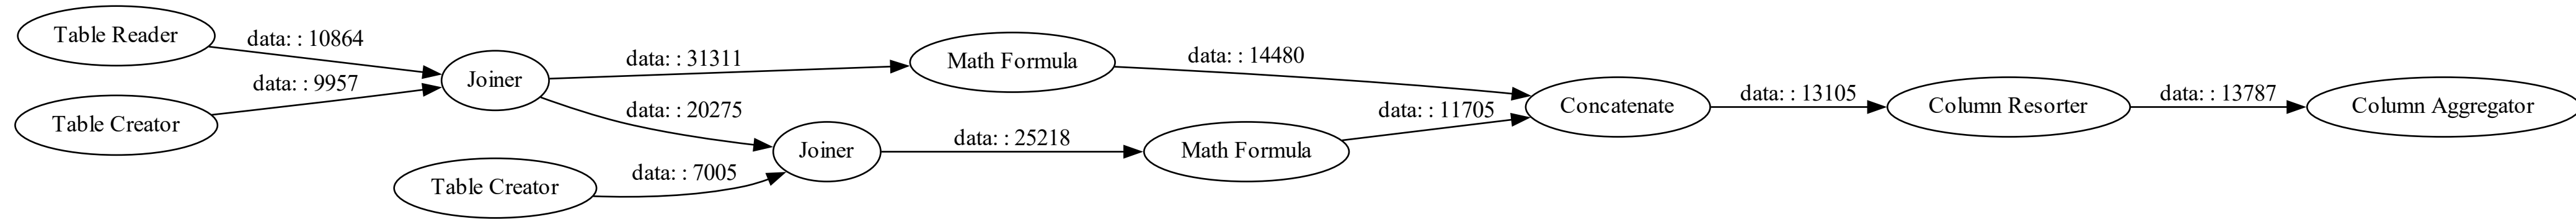 Table Reader
data: : 10864
Table Creator
data: : 9957
Joiner
data: : 31311
data: : 20275
Table Creator
data: : 7005
Joiner
data: : 25218
Math Formula
data: : 14480
Math Formula
data: : 11705
Concatenate
data: : 13105
Column Resorter
data: : 13787
Column Aggregator